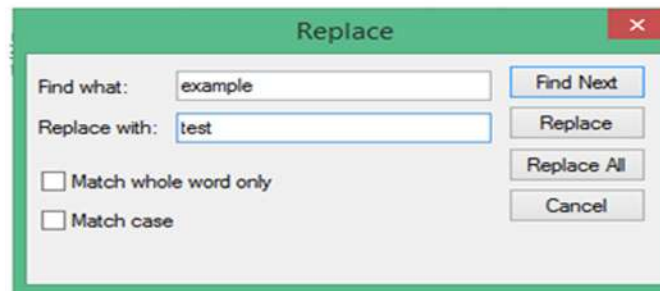 Replace
Find what: example
Find Next
Replace with: test
Replace
Replace All
Match whole word only
Cancel
Match case